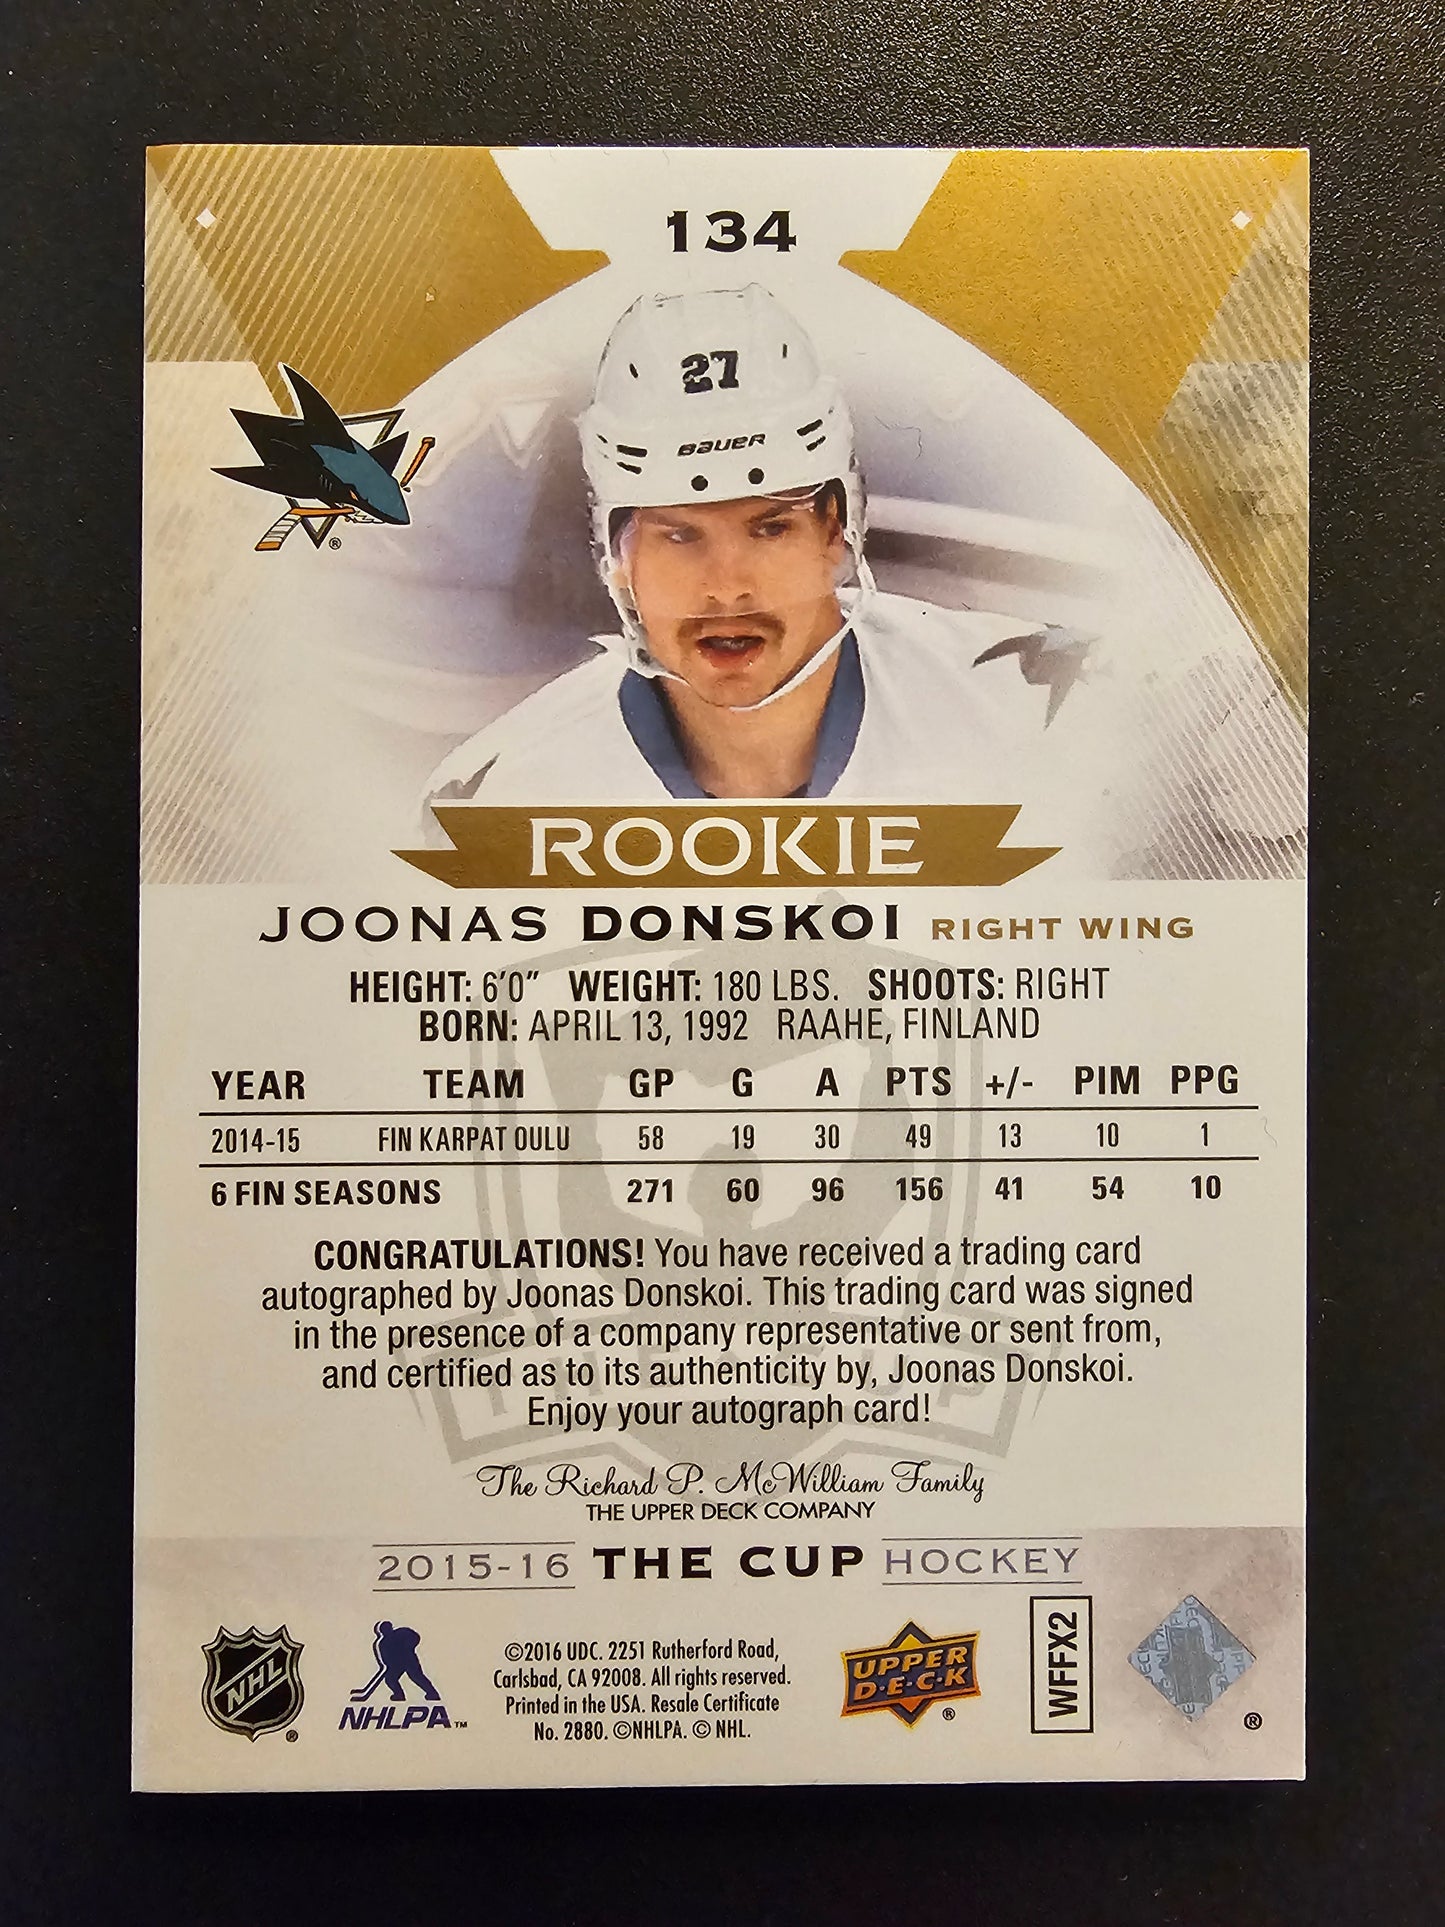 134
27
BAUER
®
ROOKIE
JOONAS DONSKOI RIGHT WING
HEIGHT: 6'0" WEIGHT: 180 LBS. SHOOTS: RIGHT
BORN: APRIL 13, 1992 RAAHE, FINLAND
YEAR TEAM GP G A PTS +/- PIM PPG
2014-15 FIN KARPAT OULU 58 19 30 49 13 10 1
6 FIN SEASONS 271 60 96 156 41 54 10
CONGRATULATIONS! You have received a trading card
autographed by Joonas Donskoi. This trading card was signed
in the presence of a company representative or sent from,
and certified as to its authenticity by, Joonas Donskoi.
Enjoy your autograph card!
The Richard P. McWilliam Family
THE UPPER DECK COMPANY
2015-16 THE CUP HOCKEY
NHL ®
NHLPA™
©2016 UDC. 2251 Rutherford Road,
Carlsbad, CA 92008. All rights reserved.
Printed in the USA. Resale Certificate
No. 2880. ©NHLPA. © NHL.
UPPER
D·E·C·K ®
WFFX2
®